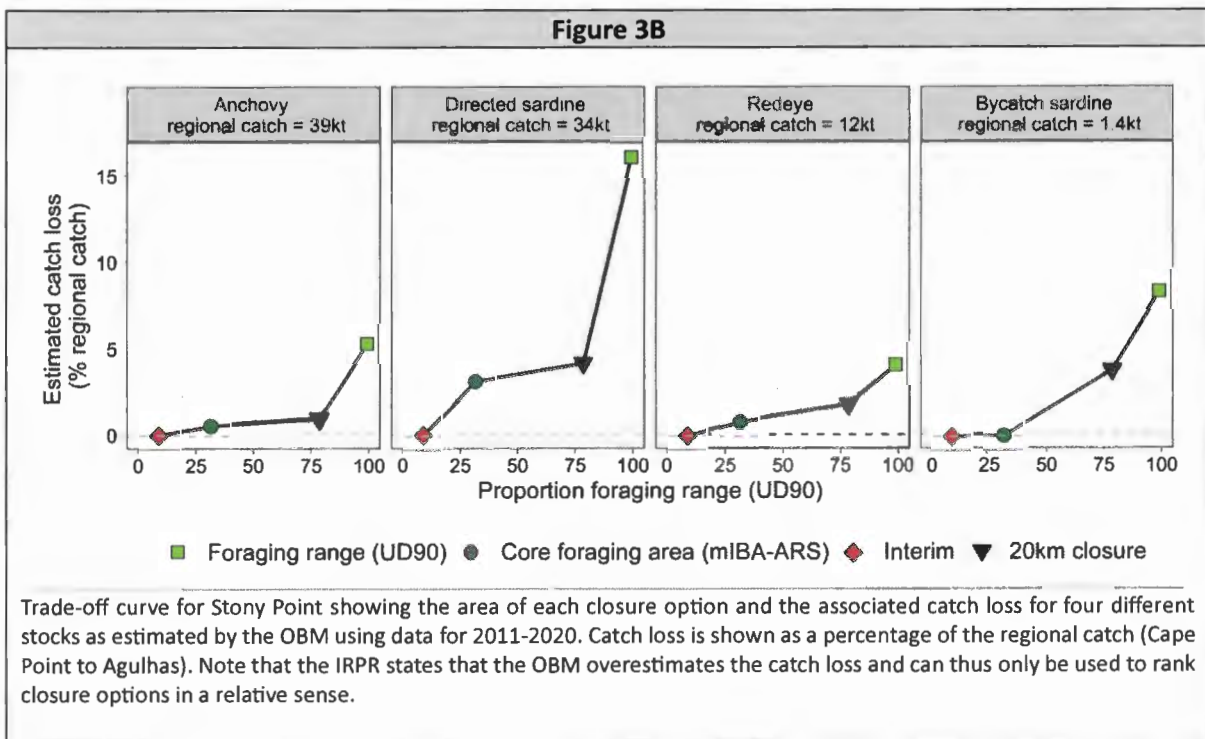 Figure 3B
Anchovy
regional catch = 39kt
Directed sardine
regional catch = 34kt
Redeye
regional catch = 12kt
Bycatch sardine
regional catch = 1.4kt
Estimated catch loss
(% regional catch)
15
10
5
0
0 25 50 75 100
0 25 50 75 100
0 25 50 75 100
0 25 50 75 100
Proportion foraging range (UD90)
Foraging range (UD90) Core foraging area (mIBA-ARS) Interim 20km closure
Trade-off curve for Stony Point showing the area of each closure option and the associated catch loss for four different
stocks as estimated by the OBM using data for 2011-2020. Catch loss is shown as a percentage of the regional catch (Cape
Point to Agulhas). Note that the IRPR states that the OBM overestimates the catch loss and can thus only be used to rank
closure options in a relative sense.